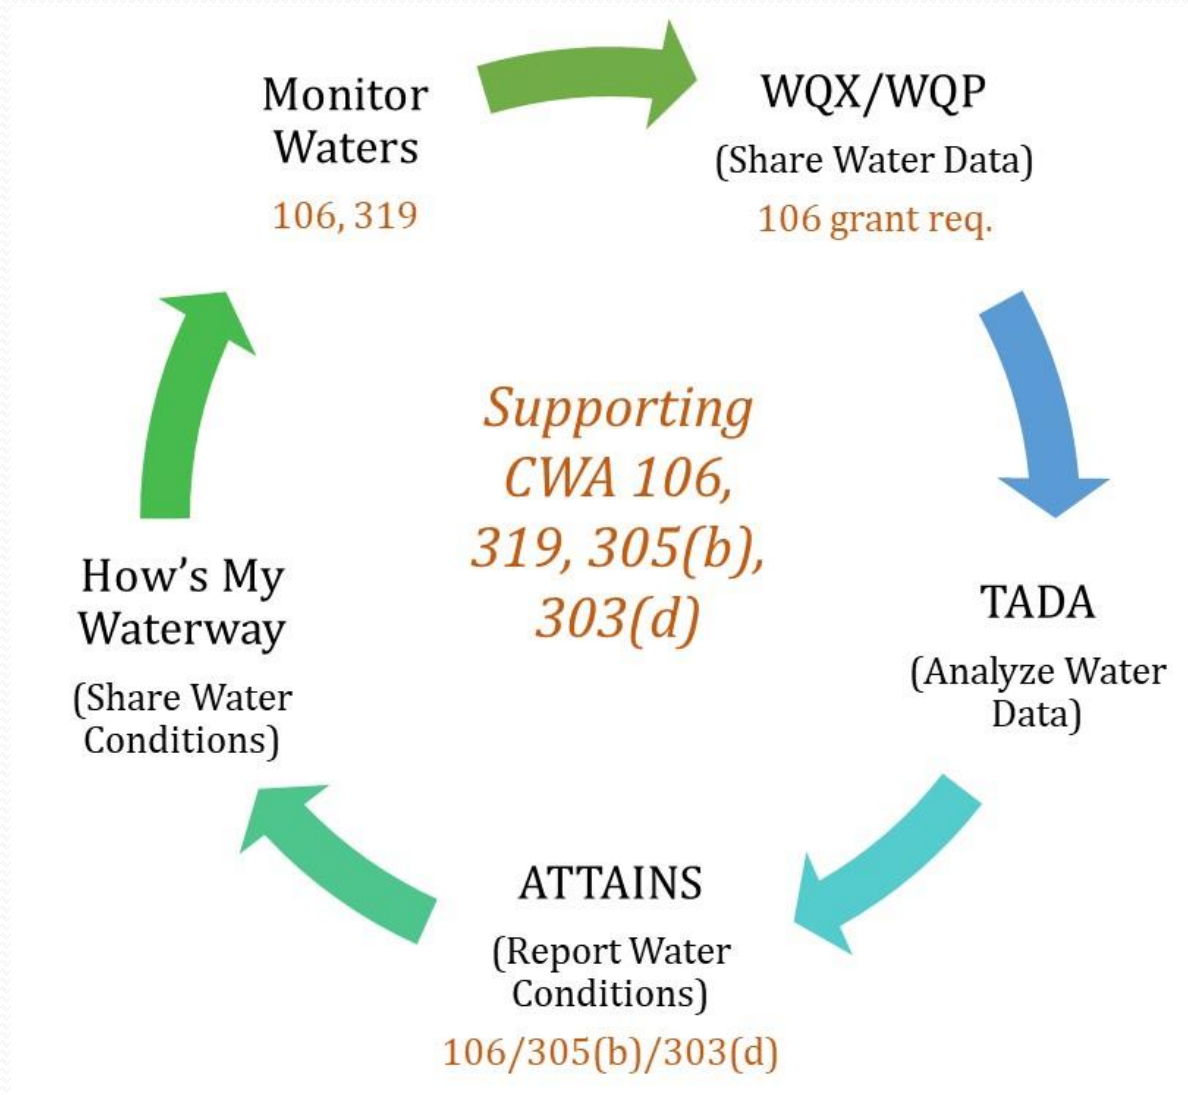 Monitor
Waters
106, 319
WQX/WQP
(Share Water Data)
106 grant req.
Supporting
CWA 106,
319, 305(b),
303(d)
TADA
(Analyze Water
Data)
ATTAINS
(Report Water
Conditions)
106/305(b)/303(d)
How’s My
Waterway
(Share Water
Conditions)